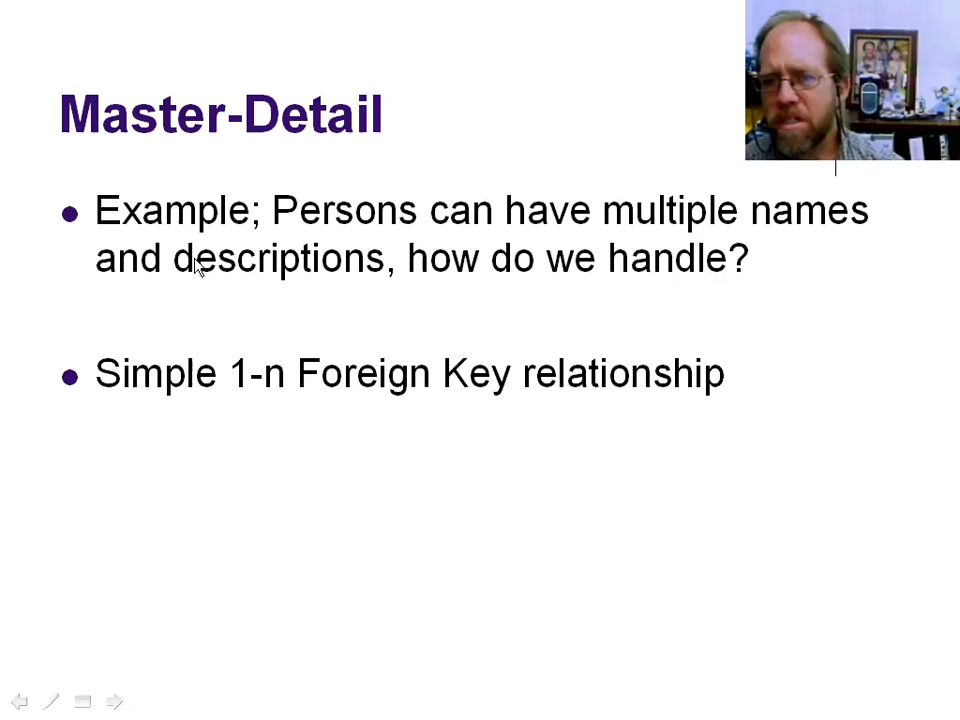 Master-Detail
Example; Persons can have multiple names
and descriptions, how do we handle?
Simple 1-n Foreign Key relationship